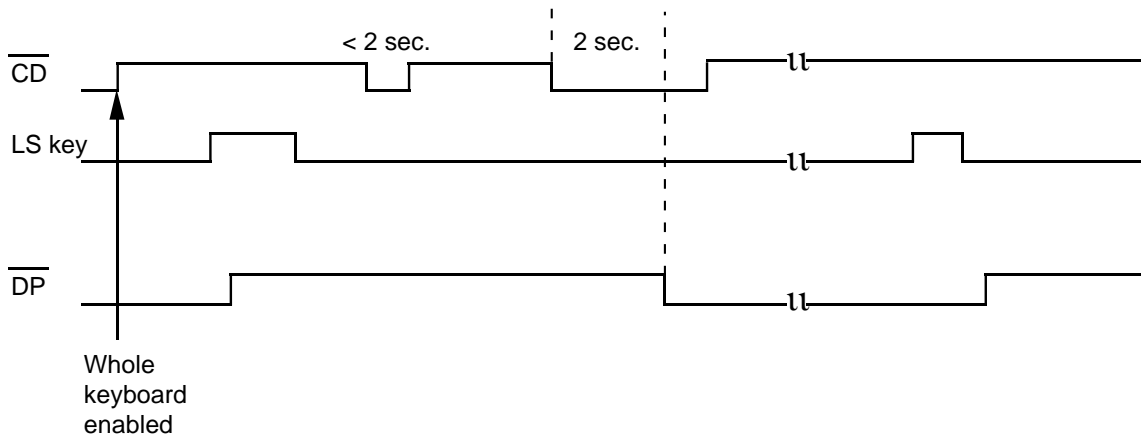 < 2 sec.
2 sec.
CD
LS key
DP
Whole
keyboard
enabled